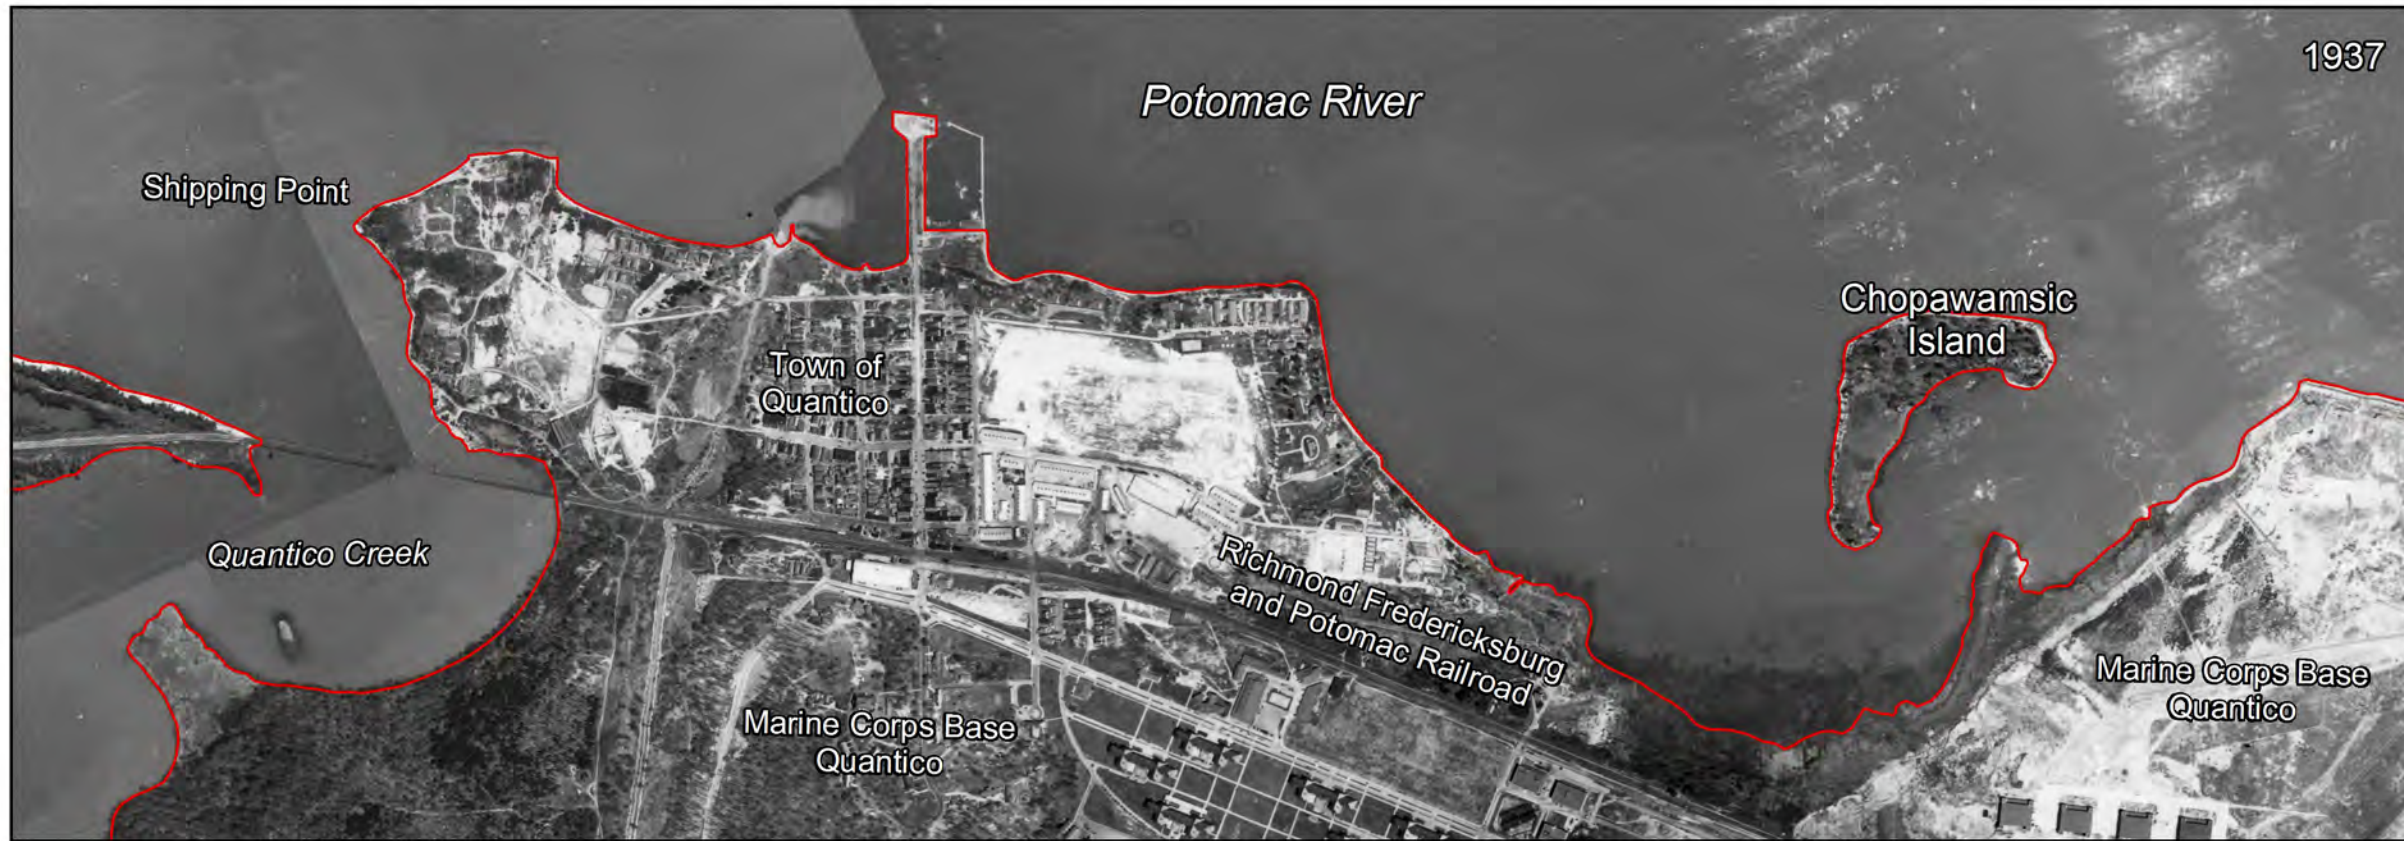 1937
Potomac River
Shipping Point
Chopawamsic
Island
Town of
Quantico
Quantico Creek
Richmond Fredericksburg
and Potomac Railroad
Marine Corps Base
Quantico
Marine Corps Base
Quantico